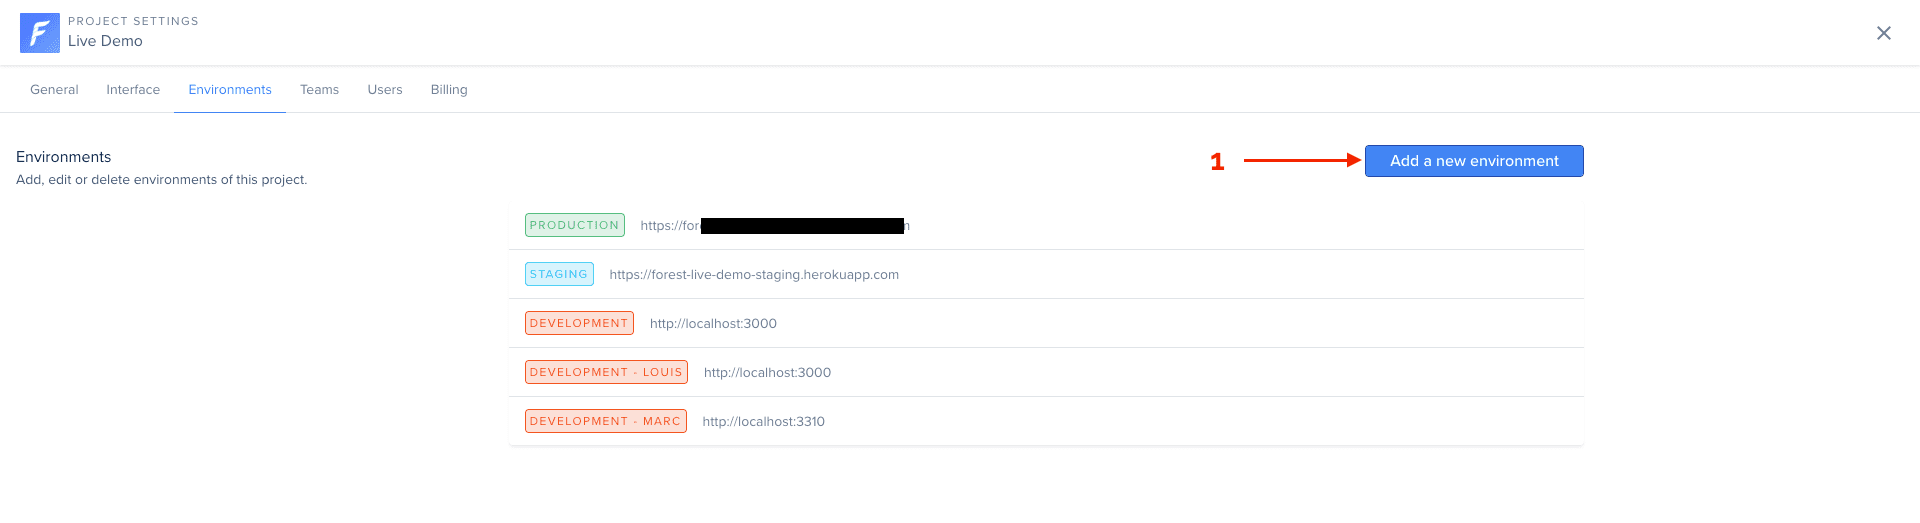 PROJECT SETTINGS
Live Demo
General Interface Environments Teams Users Billing
Environments
Add, edit or delete environments of this project.
1 Add a new environment
PRODUCTION https://for
STAGING https://forest-live-demo-staging.herokuapp.com
DEVELOPMENT http://localhost:3000
DEVELOPMENT - LOUIS http://localhost:3000
DEVELOPMENT - MARC http://localhost:3310